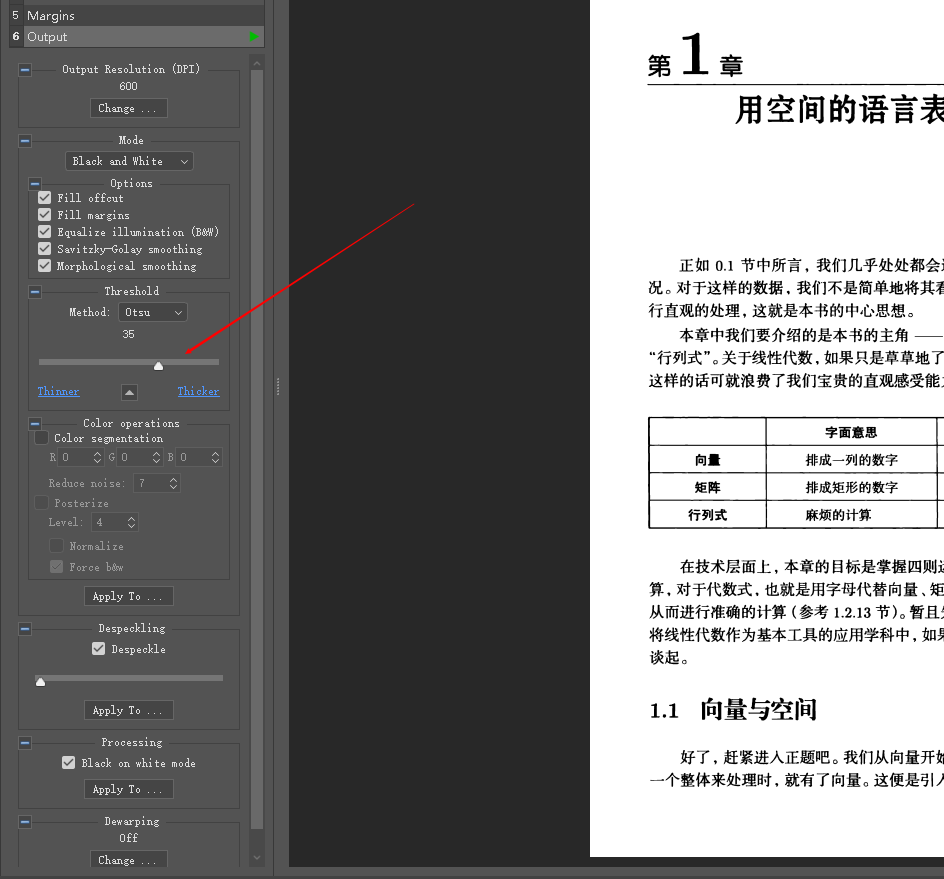 5 Margins
6 Output
Output Resolution (DPI)
600
Change ...
Mode
Black and White
Options
Fill offcut
Fill margins
Equalize illumination (B&W)
Savitzky-Golay smoothing
Morphological smoothing
Threshold
Method: Otsu
35
Thinner Thicker
Color operations
Color segmentation
R 0 G 0 B 0
Reduce noise: 7
Posterize
Level: 4
Normalize
Force b&w
Apply To ...
Despeckling
Despeckle
Apply To ...
Processing
Black on white mode
Apply To ...
Dewarping
Off
Change ...
第1章
用空间的语言表
正如 0.1 节中所言，我们几乎处处都会
况。对于这样的数据，我们不是简单地将其看
行直观的处理，这就是本书的中心思想。
本章中我们要介绍的是本书的主角 ——
“行列式”。关于线性代数，如果只是草草地了
这样的话可就浪费了我们宝贵的直观感受能
字面意思
向量 排成一列的数字
矩阵 排成矩形的数字
行列式 麻烦的计算
在技术层面上，本章的目标是掌握四则
算，对于代数式，也就是用字母代替向量、矩
从而进行准确的计算（参考 1.2.13 节）。暂且
将线性代数作为基本工具的应用学科中，如果
谈起。
1.1 向量与空间
好了，赶紧进入正题吧。我们从向量开始
一个整体来处理时，就有了向量。这便是引入